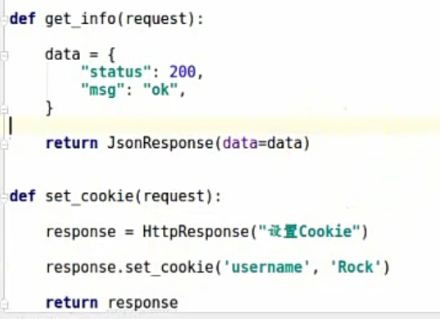 def get_info(request):
data = {
"status": 200,
"msg": "ok",
}
return JsonResponse(data=data)
def set_cookie(request):
response = HttpResponse("设置Cookie")
response.set_cookie('username', 'Rock')
return response